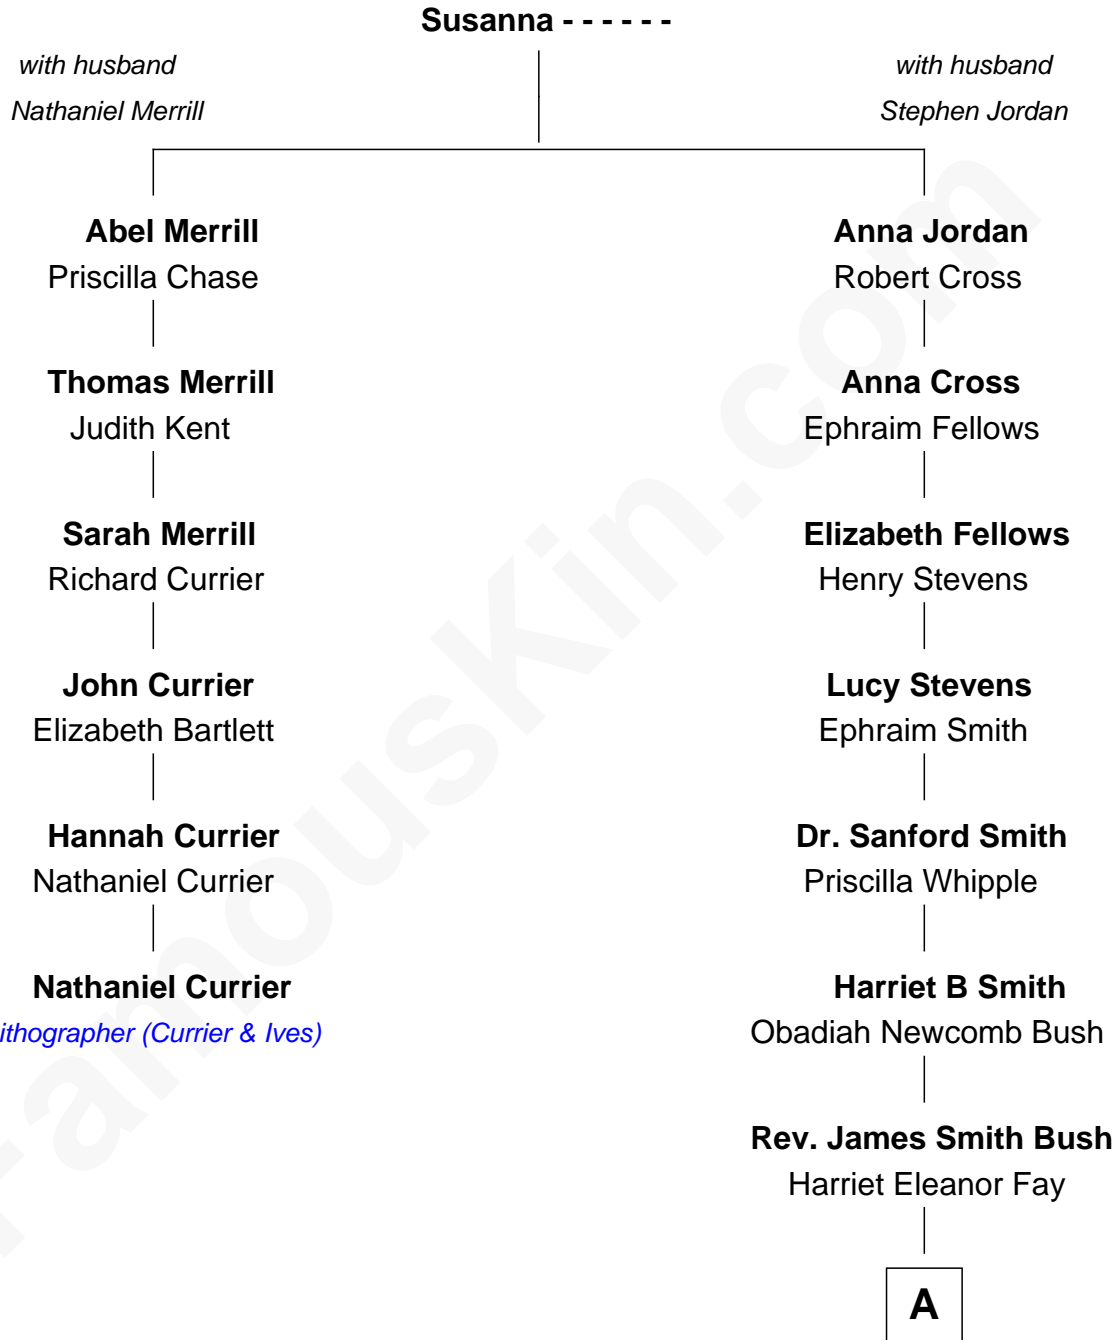 Susanna - - - - - -
with husband
Nathaniel Merrill
with husband
Stephen Jordan
Abel Merrill
Priscilla Chase
Thomas Merrill
Judith Kent
Sarah Merrill
Richard Currier
John Currier
Elizabeth Bartlett
Hannah Currier
Nathaniel Currier
Nathaniel Currier
ithographer (Currier & Ives)
Anna Jordan
Robert Cross
Anna Cross
Ephraim Fellows
Elizabeth Fellows
Henry Stevens
Lucy Stevens
Ephraim Smith
Dr. Sanford Smith
Priscilla Whipple
Harriet B Smith
Obadiah Newcomb Bush
Rev. James Smith Bush
Harriet Eleanor Fay
A
FamousKin.com